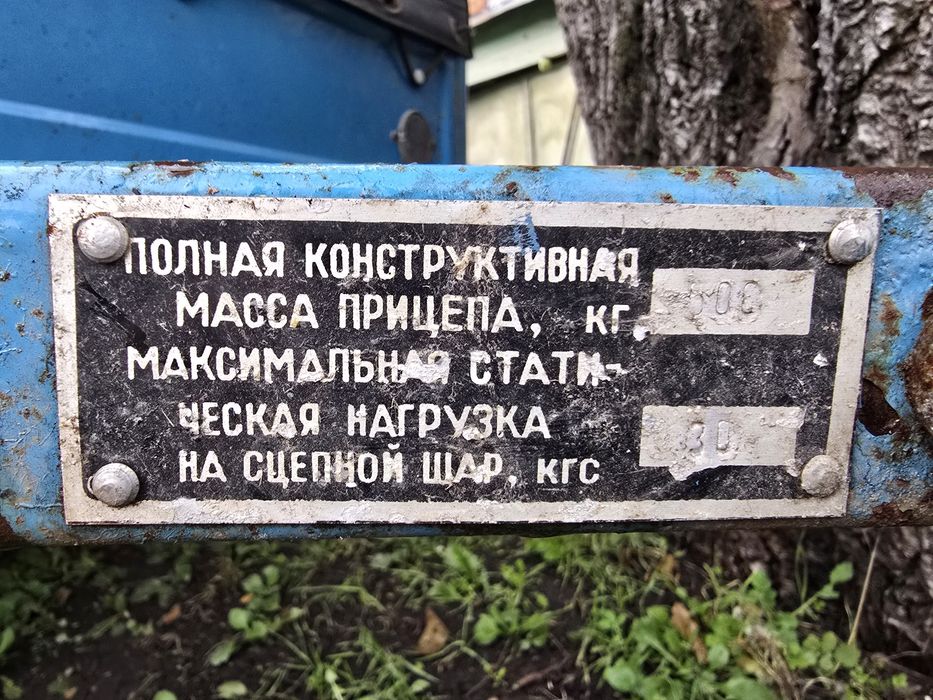 ПОЛНАЯ КОНСТРУКТИВНАЯ
МАССА ПРИЦЕПА, КГ
МАКСИМАЛЬНАЯ СТАТИ-
ЧЕСКАЯ НАГРУЗКА
НА СЦЕПНОЙ ШАР, КГС